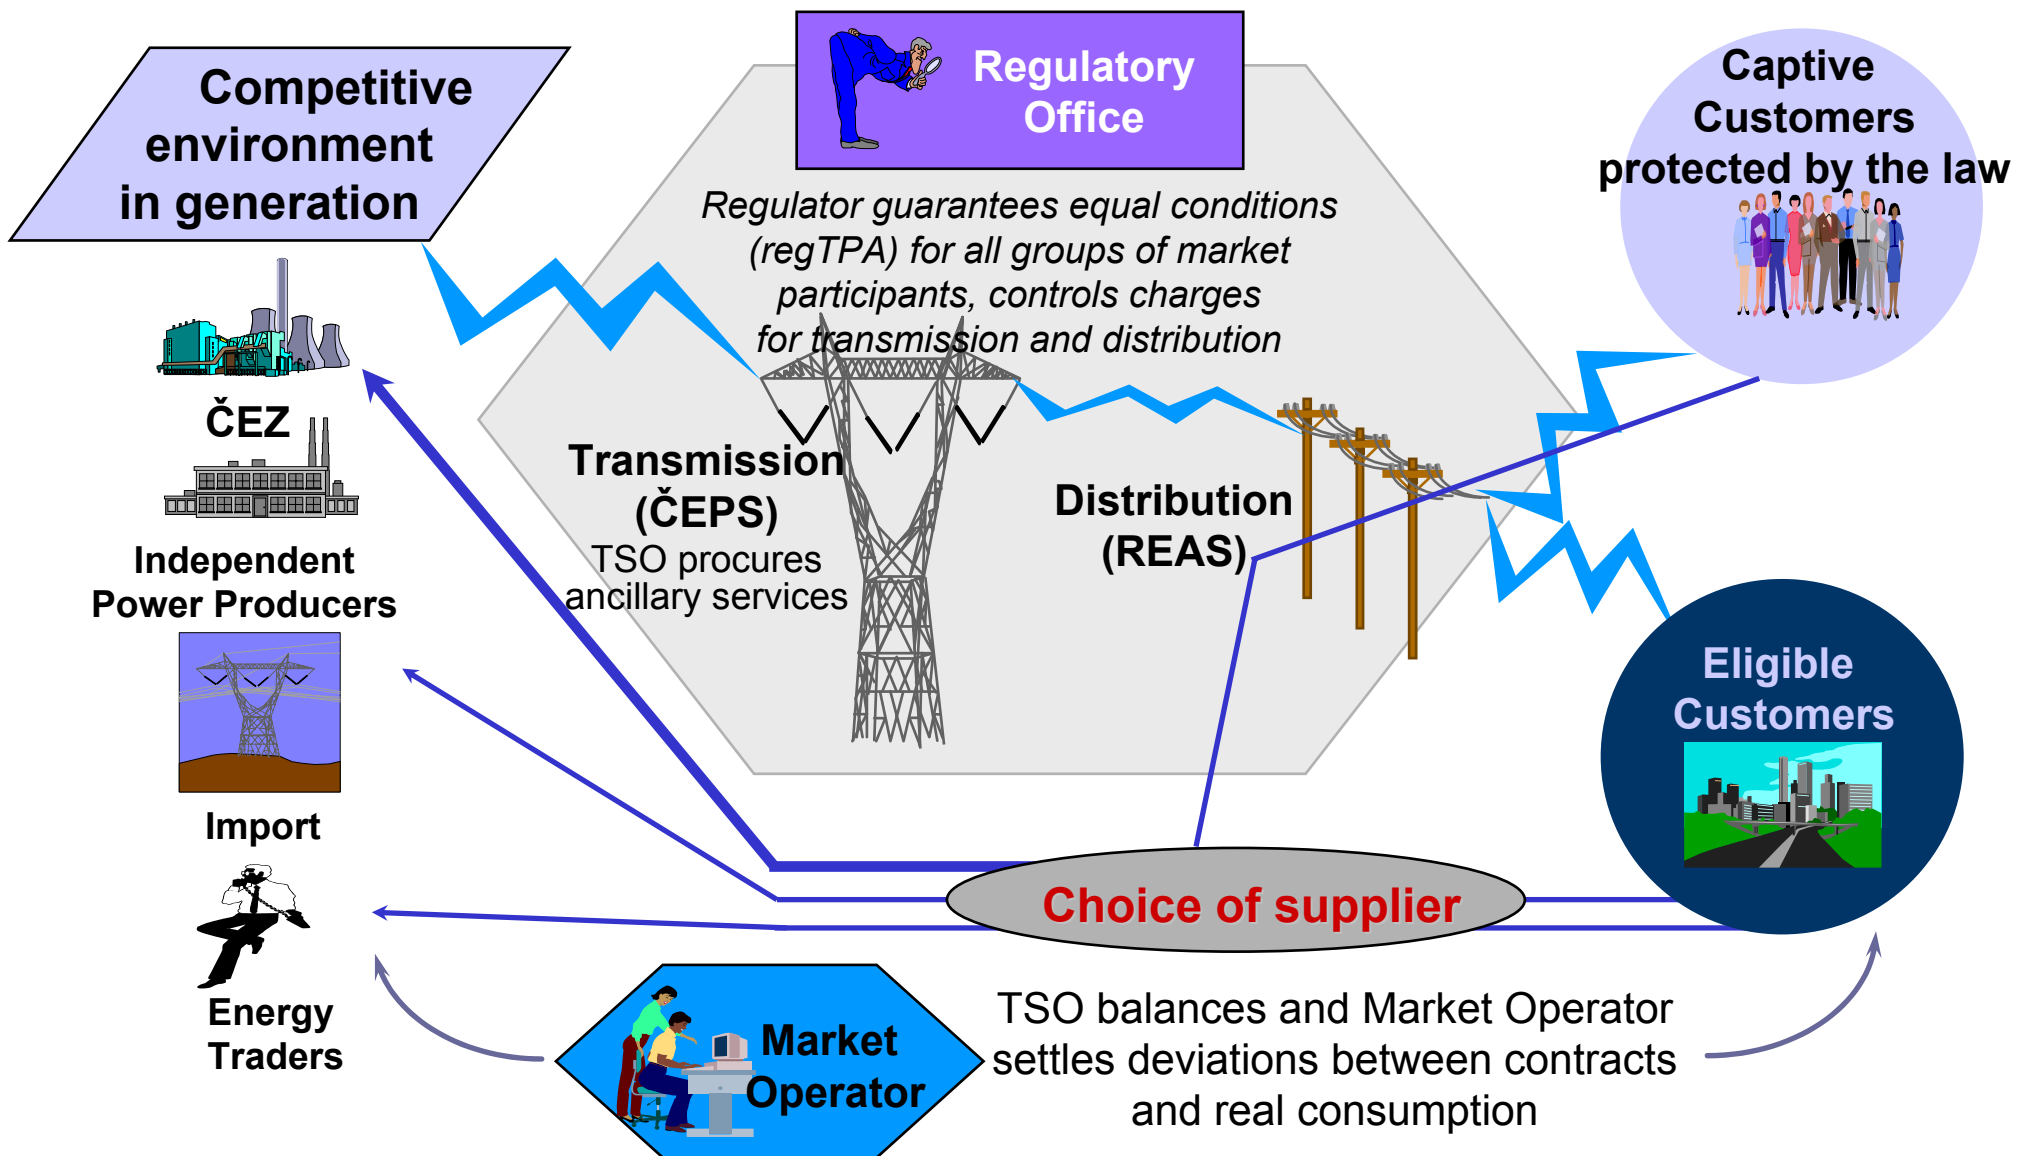 Competitive
environment
in generation
Regulatory
Office
Captive
Customers
protected by the law
Regulator guarantees equal conditions
(regTPA) for all groups of market
participants, controls charges
for transmission and distribution
ČEZ
Independent
Power Producers
Import
Energy
Traders
Transmission
(ČEPS)
TSO procures
ancillary services
Distribution
(REAS)
Eligible
Customers
Choice of supplier
Market
Operator
TSO balances and Market Operator
settles deviations between contracts
and real consumption